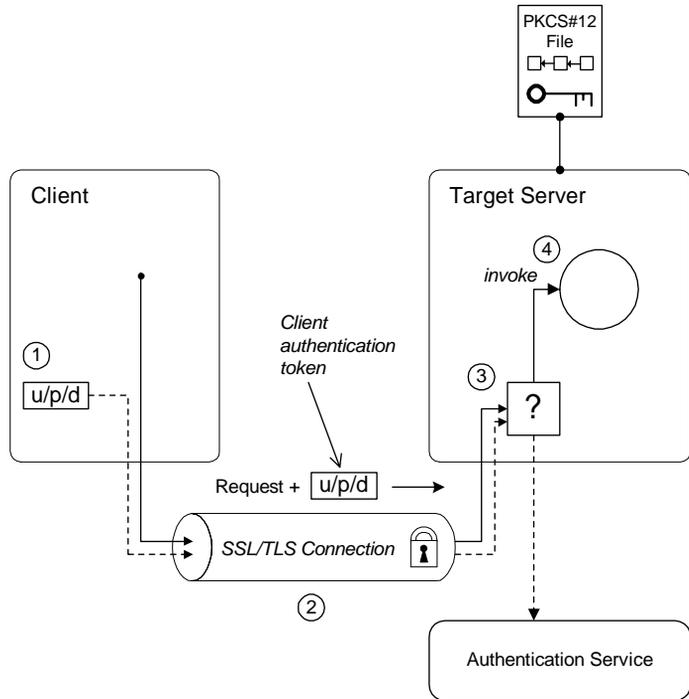 PKCS#12
File
Client
Target Server
4
invoke
Client
authentication
token
1
3
u/p/d
?
Request + u/p/d
SSL/TLS Connection
2
Authentication Service